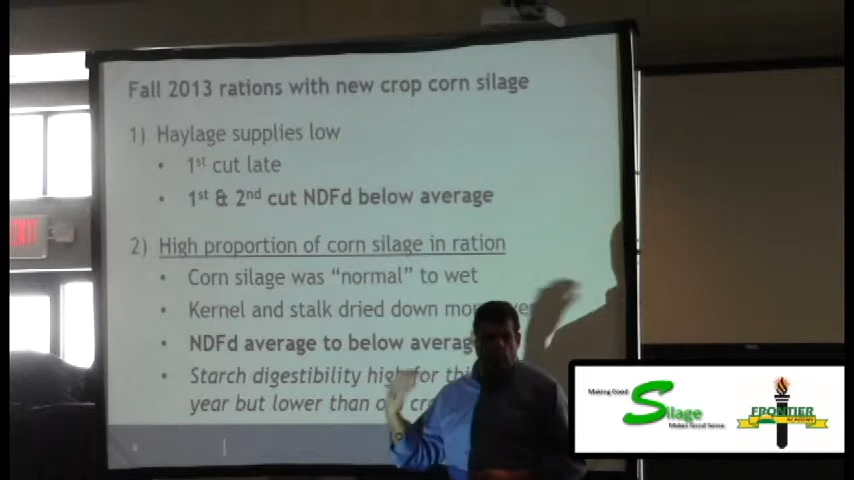 Fall 2013 rations with new crop corn silage
1) Haylage supplies low
• 1st cut late
• 1st & 2nd cut NDFd below average
2) High proportion of corn silage in ration
• Corn silage was "normal" to wet
• Kernel and stalk dried down
• NDFd average to below
• Starch digestibility high for
year but lower than
EXIT
Making Good
Silage
Makes Good Sense
FRONTIER
ACADEMY